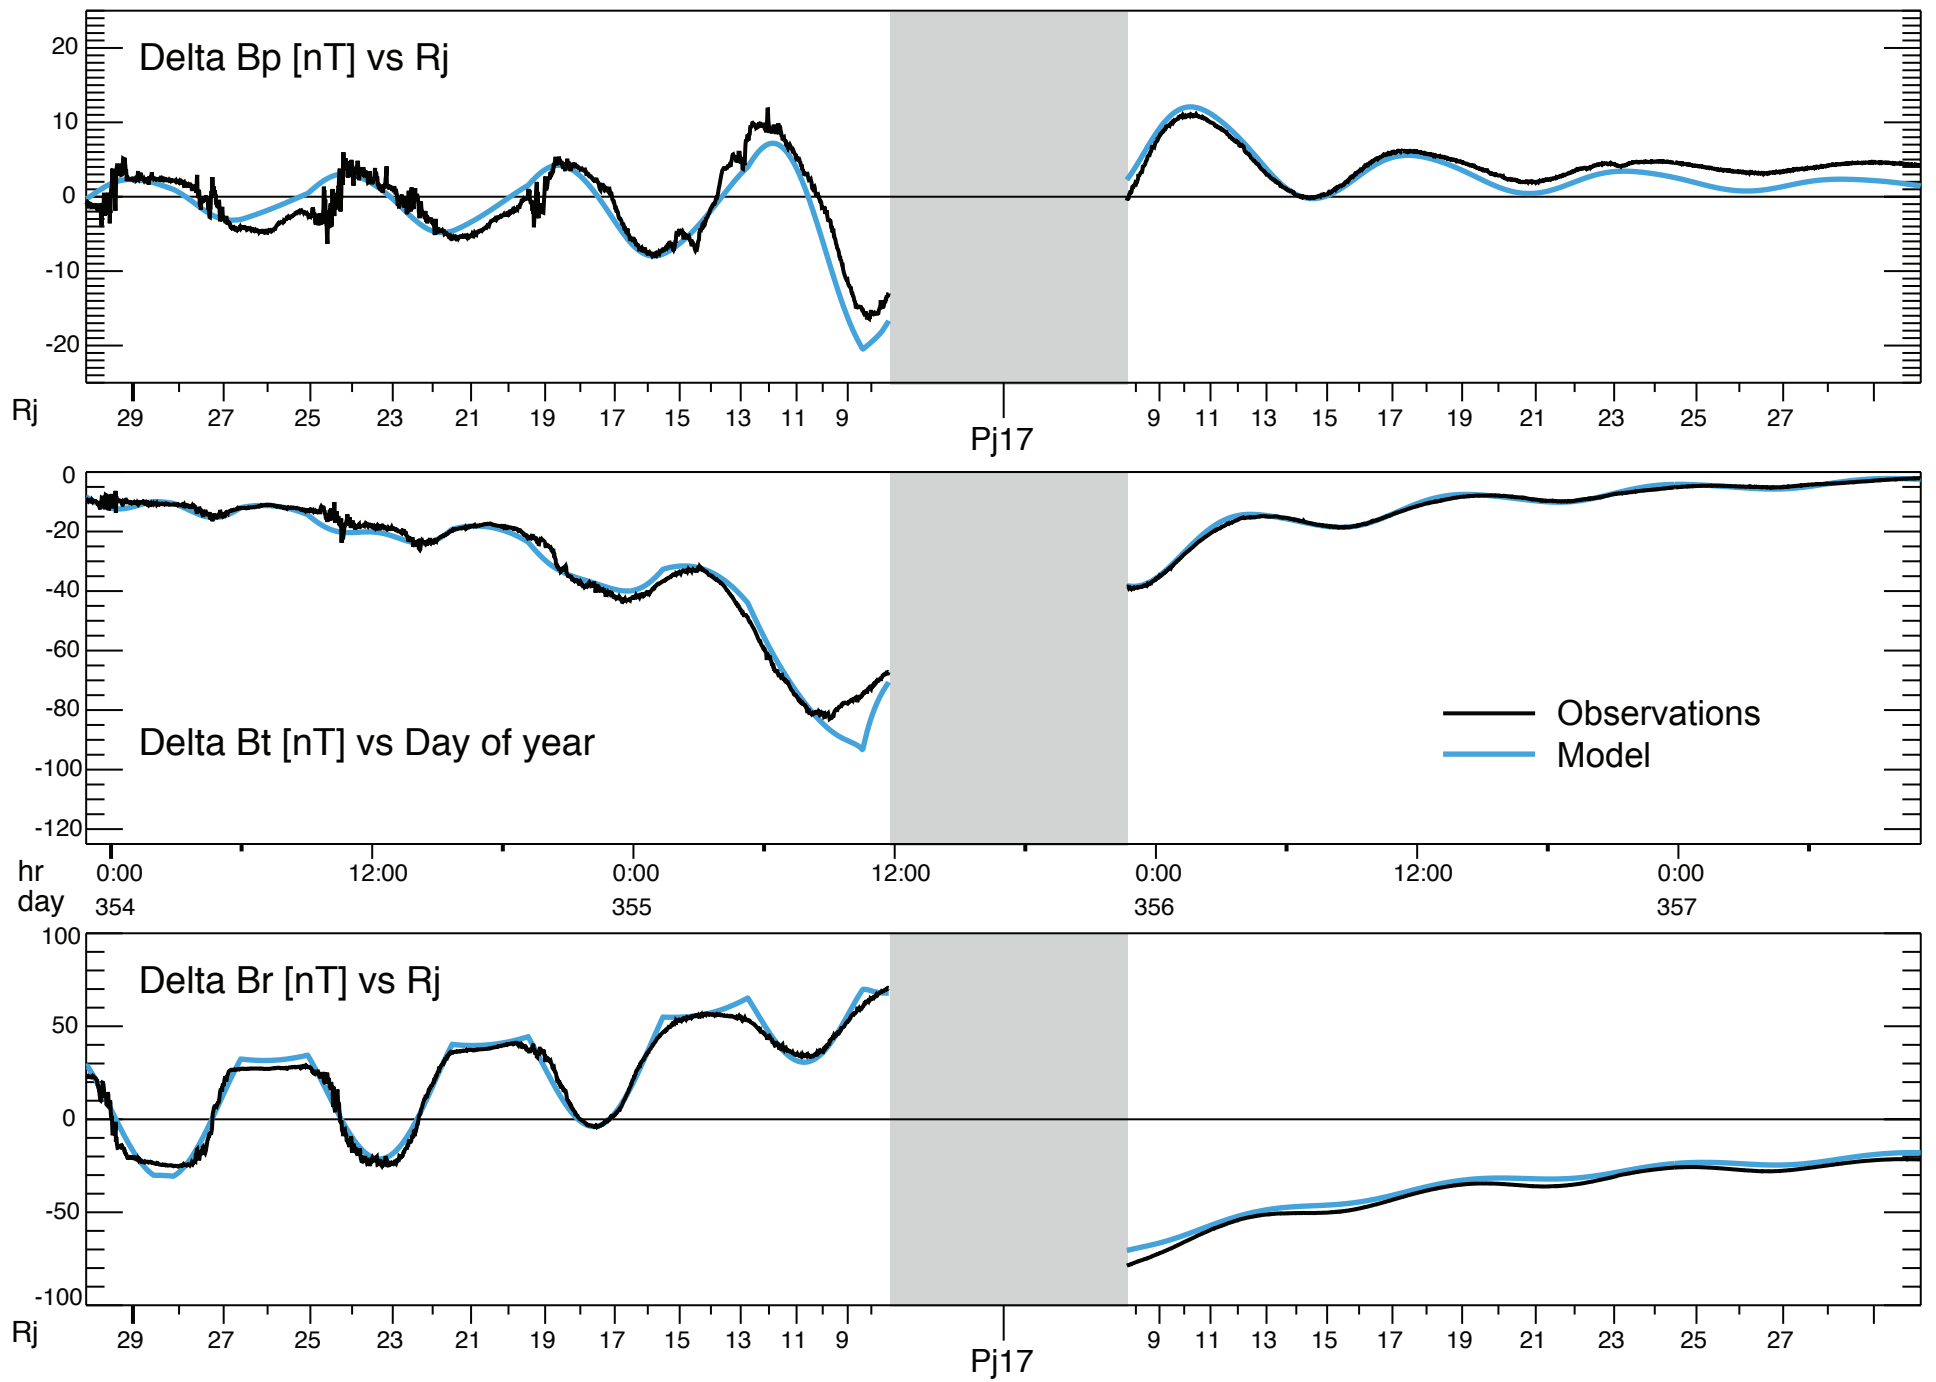 Delta Bp [nT] vs Rj
20
10
0
-10
-20
Rj 29 27 25 23 21 19 17 15 13 11 9 9 11 13 15 17 19 21 23 25 27
Pj17
0
-20
-40
-60
-80
-100
-120
Delta Bt [nT] vs Day of year
Observations
Model
hr 0:00 12:00 0:00 12:00 0:00 12:00 0:00
day 354 355 356 357
Delta Br [nT] vs Rj
100
50
0
-50
-100
Rj 29 27 25 23 21 19 17 15 13 11 9 9 11 13 15 17 19 21 23 25 27
Pj17